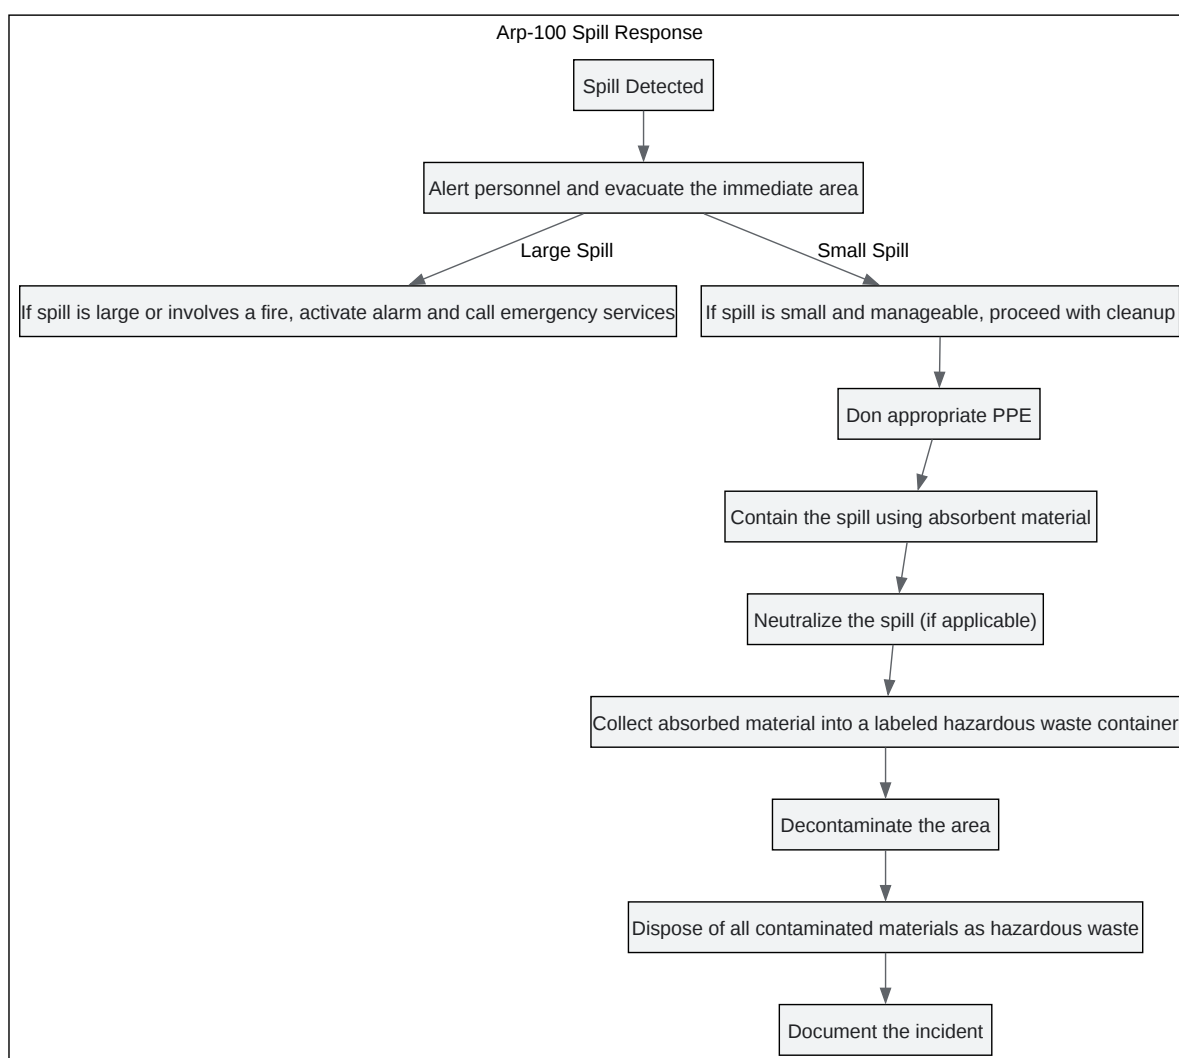 Arp-100 Spill Response
Spill Detected
Alert personnel and evacuate the immediate area
Large Spill
Small Spill
If spill is large or involves a fire, activate alarm and call emergency services
If spill is small and manageable, proceed with cleanup
Don appropriate PPE
Contain the spill using absorbent material
Neutralize the spill (if applicable)
Collect absorbed material into a labeled hazardous waste container
Decontaminate the area
Dispose of all contaminated materials as hazardous waste
Document the incident